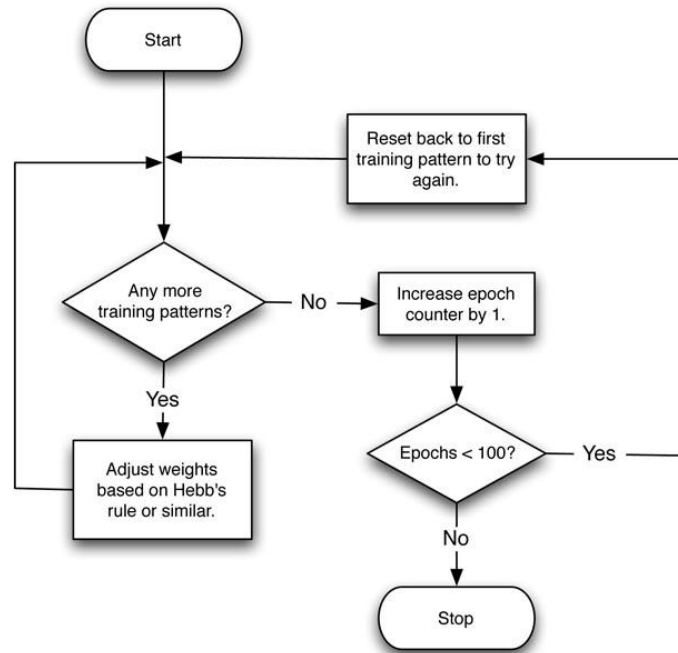 Start
Reset back to first
training pattern to try
again.
Any more
training patterns?
No
Increase epoch
counter by 1.
Yes
Epochs < 100?
Yes
Adjust weights
based on Hebb's
rule or similar.
No
Stop